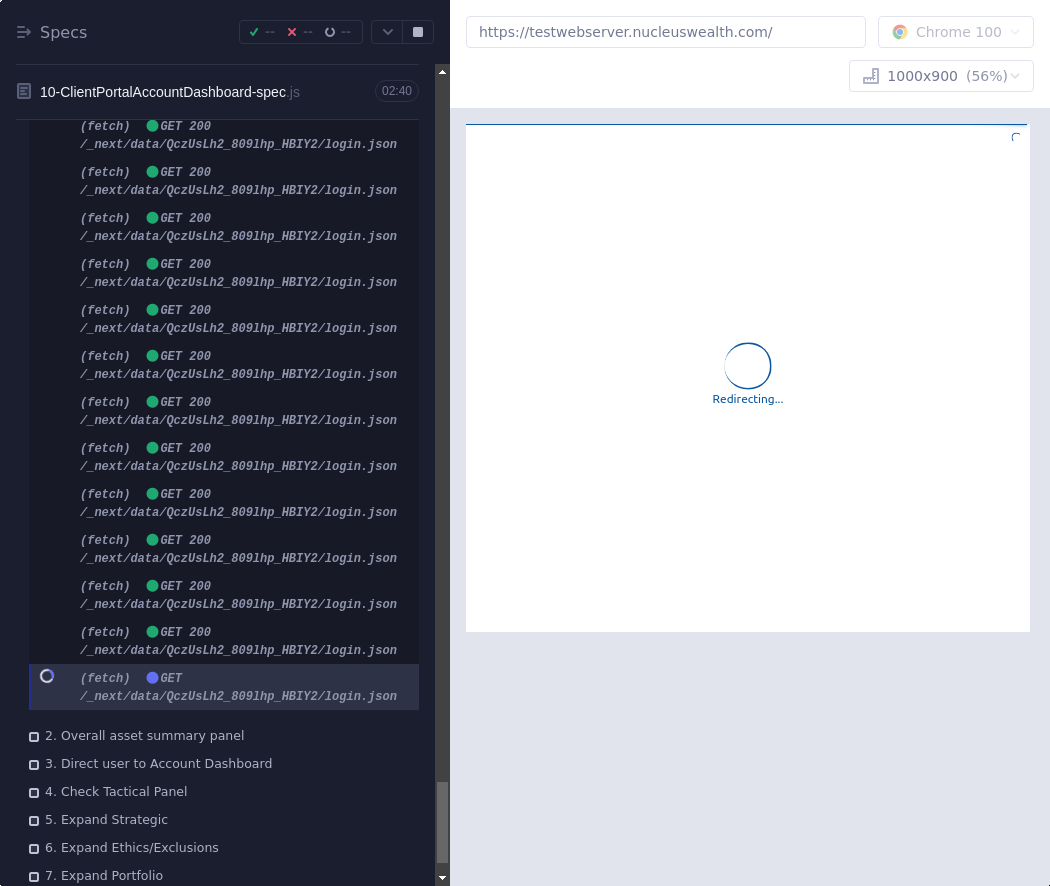 Specs
-- -- --
10-ClientPortalAccountDashboard-spec.js 02:40
(fetch) GET 200
/_next/data/QczUsLh2_809lhp_HBIY2/login.json
(fetch) GET 200
/_next/data/QczUsLh2_809lhp_HBIY2/login.json
(fetch) GET 200
/_next/data/QczUsLh2_809lhp_HBIY2/login.json
(fetch) GET 200
/_next/data/QczUsLh2_809lhp_HBIY2/login.json
(fetch) GET 200
/_next/data/QczUsLh2_809lhp_HBIY2/login.json
(fetch) GET 200
/_next/data/QczUsLh2_809lhp_HBIY2/login.json
(fetch) GET 200
/_next/data/QczUsLh2_809lhp_HBIY2/login.json
(fetch) GET 200
/_next/data/QczUsLh2_809lhp_HBIY2/login.json
(fetch) GET 200
/_next/data/QczUsLh2_809lhp_HBIY2/login.json
(fetch) GET 200
/_next/data/QczUsLh2_809lhp_HBIY2/login.json
(fetch) GET 200
/_next/data/QczUsLh2_809lhp_HBIY2/login.json
(fetch) GET 200
/_next/data/QczUsLh2_809lhp_HBIY2/login.json
(fetch) GET
/_next/data/QczUsLh2_809lhp_HBIY2/login.json
2. Overall asset summary panel
3. Direct user to Account Dashboard
4. Check Tactical Panel
5. Expand Strategic
6. Expand Ethics/Exclusions
7. Expand Portfolio
https://testwebserver.nucleuswealth.com/
Chrome 100
1000x900 (56%)
Redirecting...